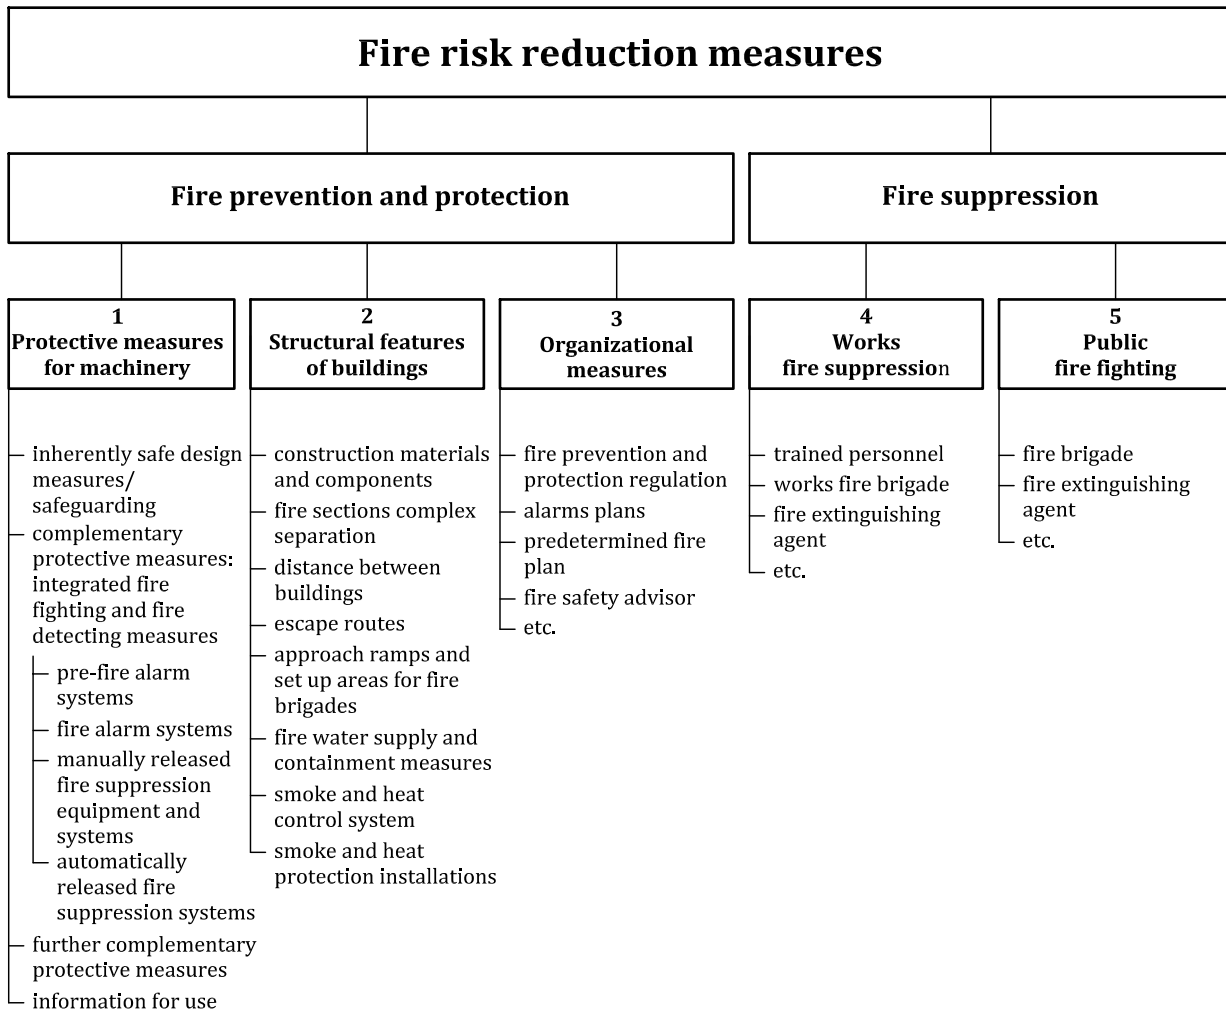 Fire risk reduction measures
Fire prevention and protection
Fire suppression
1
Protective measures
for machinery
2
Structural features
of buildings
3
Organizational
measures
4
Works
fire suppression
5
Public
fire fighting
inherently safe design
measures/
safeguarding
complementary
protective measures:
integrated fire
fighting and fire
detecting measures
pre-fire alarm
systems
fire alarm systems
manually released
fire suppression
equipment and
systems
automatically
released fire
suppression systems
further complementary
protective measures
information for use
construction materials
and components
fire sections complex
separation
distance between
buildings
escape routes
approach ramps and
set up areas for fire
brigades
fire water supply and
containment measures
smoke and heat
control system
smoke and heat
protection installations
fire prevention and
protection regulation
alarms plans
predetermined fire
plan
fire safety advisor
etc.
trained personnel
works fire brigade
fire extinguishing
agent
etc.
fire brigade
fire extinguishing
agent
etc.